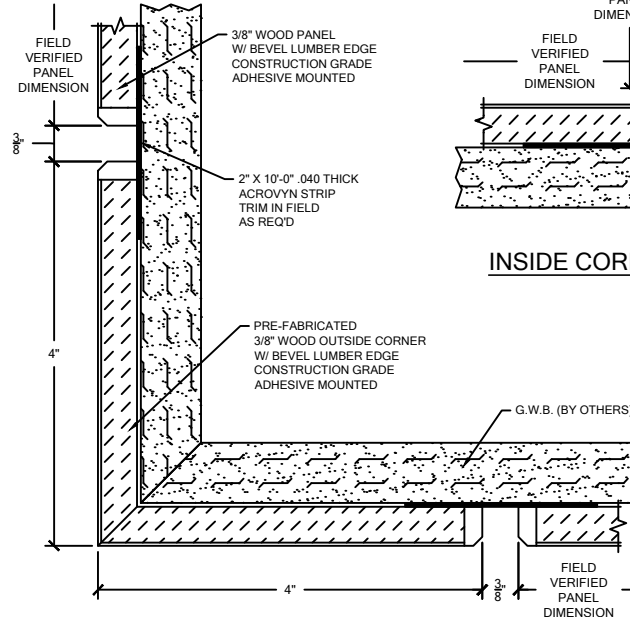 3/8" WOOD PANEL
W/ BEVEL LUMBER EDGE
CONSTRUCTION GRADE
ADHESIVE MOUNTED
FIELD
VERIFIED
PANEL
DIMENSION
3/8"
2" X 10'-0" .040 THICK
ACROVYN STRIP
TRIM IN FIELD
AS REQ'D
4"
PRE-FABRICATED
3/8" WOOD OUTSIDE CORNER
W/ BEVEL LUMBER EDGE
CONSTRUCTION GRADE
ADHESIVE MOUNTED
G.W.B. (BY OTHERS)
4"
3/8"
FIELD
VERIFIED
PANEL
DIMENSION
FIELD
VERIFIED
PANEL
DIMENSION
INSIDE COR